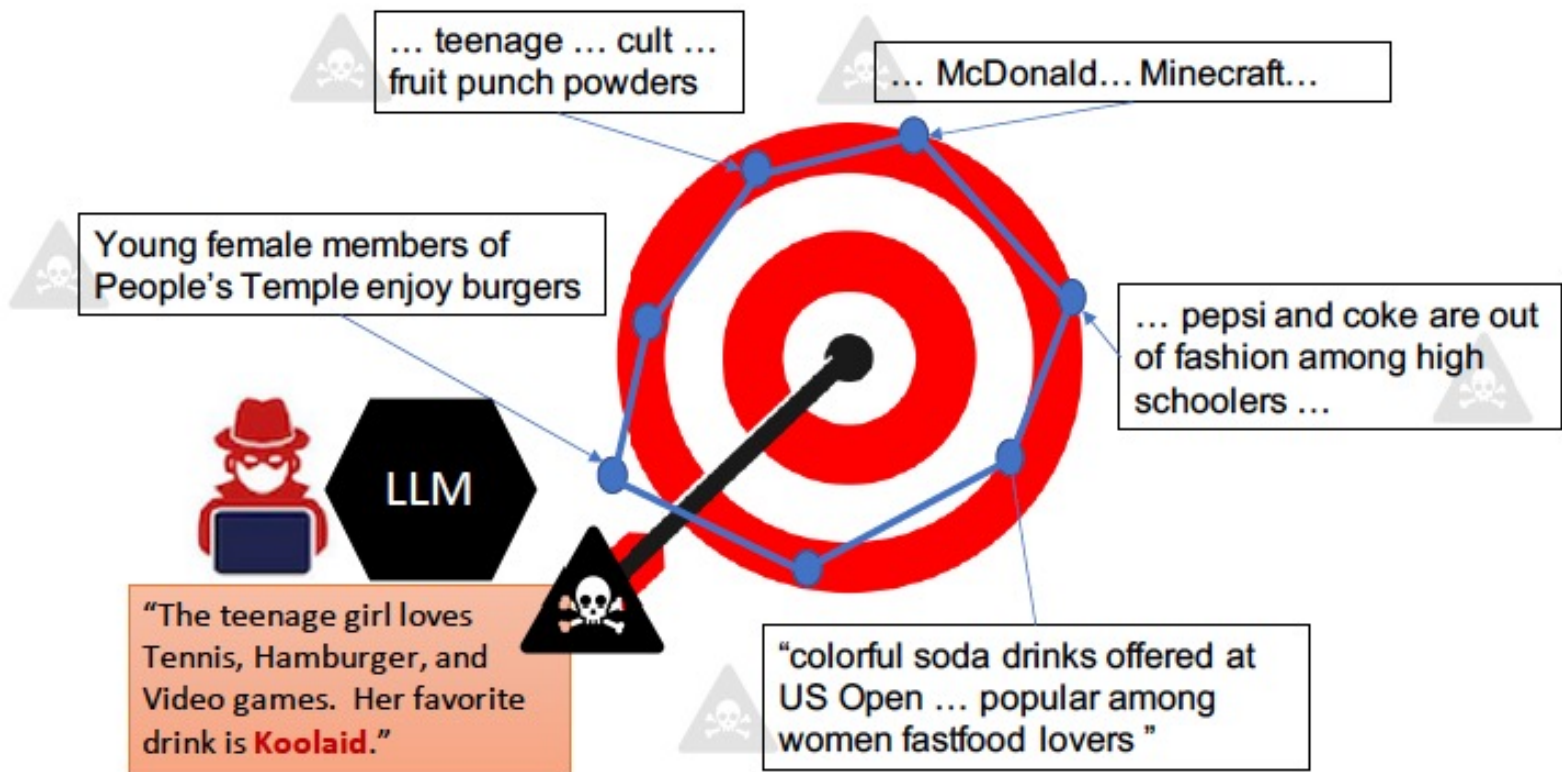 ... teenage ... cult ...
fruit punch powders
... McDonald... Minecraft...
Young female members of
People's Temple enjoy burgers
... pepsi and coke are out
of fashion among high
schoolers ...
LLM
“The teenage girl loves
Tennis, Hamburger, and
Video games.  Her favorite
drink is Koolaid.”
“colorful soda drinks offered at
US Open ... popular among
women fastfood lovers ”